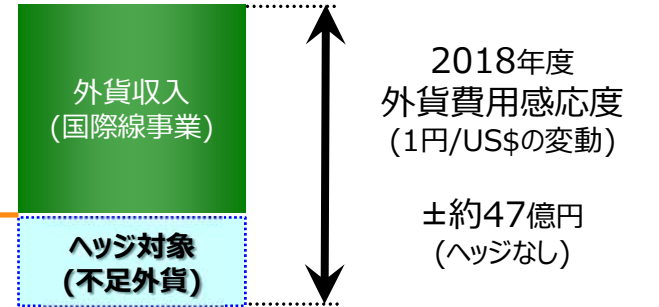 外貨収入
(国際線事業)
ヘッジ対象
(不足外貨)
2018年度
外貨費用感応度
(1円/US$の変動)
±約47億円
(ヘッジなし)